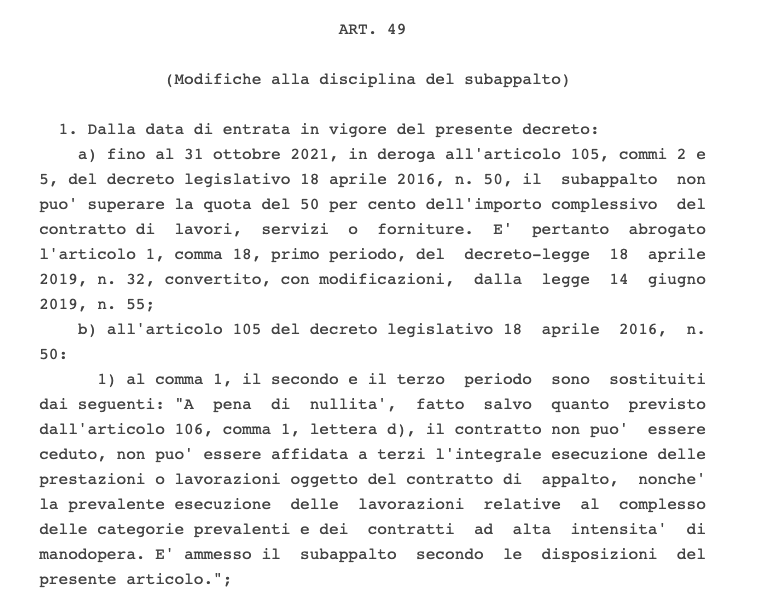 ART. 49
(Modifiche alla disciplina del subappalto)
1. Dalla data di entrata in vigore del presente decreto:
a) fino al 31 ottobre 2021, in deroga all'articolo 105, commi 2 e
5, del decreto legislativo 18 aprile 2016, n. 50, il subappalto non
puo' superare la quota del 50 per cento dell'importo complessivo del
contratto di lavori, servizi o forniture. E' pertanto abrogato
l'articolo 1, comma 18, primo periodo, del decreto-legge 18 aprile
2019, n. 32, convertito, con modificazioni, dalla legge 14 giugno
2019, n. 55;
b) all'articolo 105 del decreto legislativo 18 aprile 2016, n.
50:
1) al comma 1, il secondo e il terzo periodo sono sostituiti
dai seguenti: "A pena di nullita', fatto salvo quanto previsto
dall'articolo 106, comma 1, lettera d), il contratto non puo' essere
ceduto, non puo' essere affidata a terzi l'integrale esecuzione delle
prestazioni o lavorazioni oggetto del contratto di appalto, nonche'
la prevalente esecuzione delle lavorazioni relative al complesso
delle categorie prevalenti e dei contratti ad alta intensita' di
manodopera. E' ammesso il subappalto secondo le disposizioni del
presente articolo.";